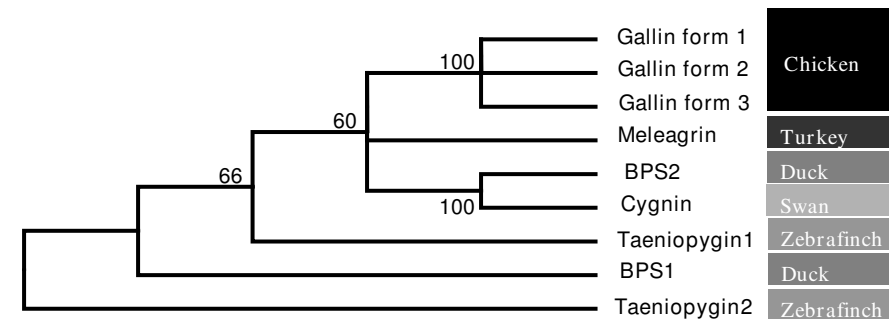 Gallin form 1
100
Gallin form 2
Chicken
Gallin form 3
60
Meleagrin Turkey
66
BPS2 Duck
100
Cygnin Swan
Taeniopygin1 Zebrafinch
BPS1 Duck
Taeniopygin2 Zebrafinch